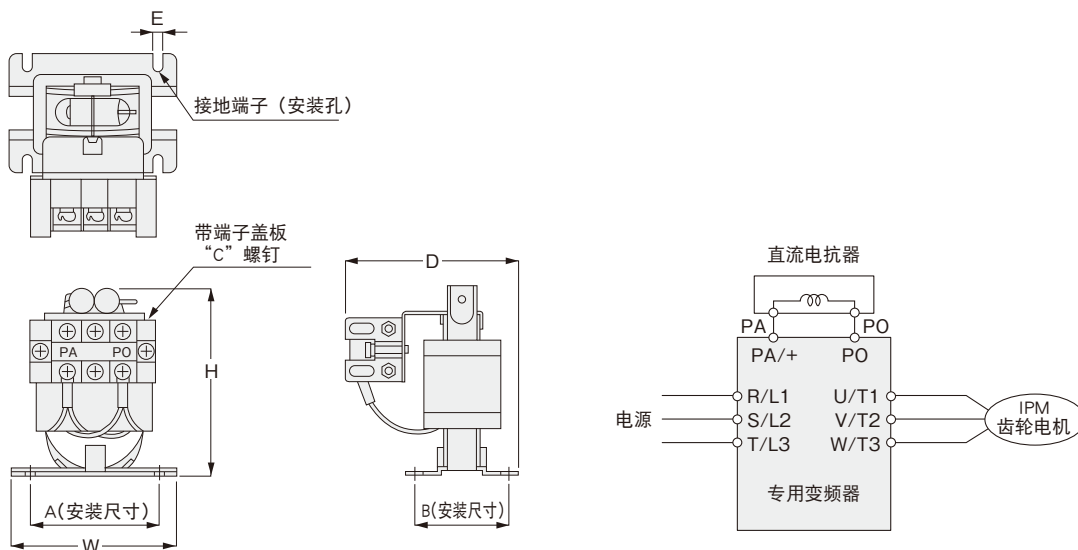 E
接地端子（安装孔）
带端子盖板
“C”螺钉
PA PO
H
A（安装尺寸）
W
D
B（安装尺寸）
直流电抗器
PA PO
PA/+ PO
电源
R/L1 U/T1
S/L2 V/T2
T/L3 W/T3
专用变频器
IPM
齿轮电机